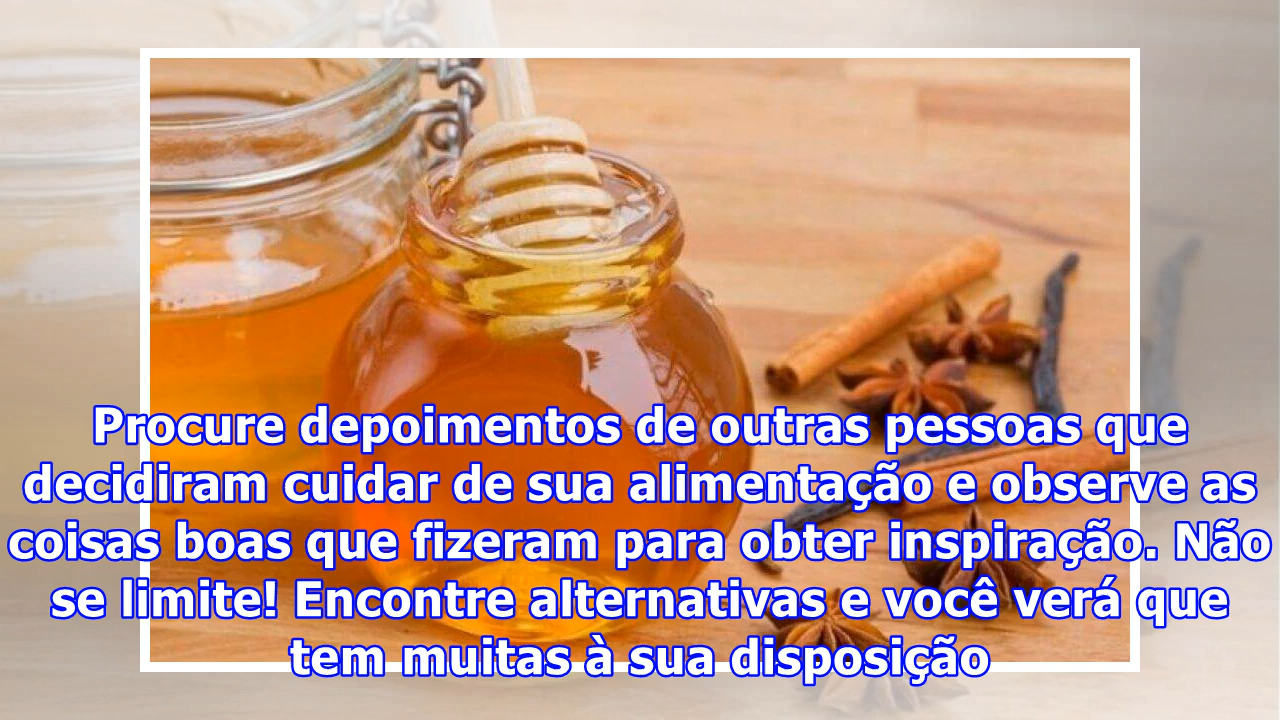 Procure depoimentos de outras pessoas que
decidiram cuidar de sua alimentação e observe as
coisas boas que fizeram para obter inspiração. Não
se limite! Encontre alternativas e você verá que
tem muitas à sua disposição